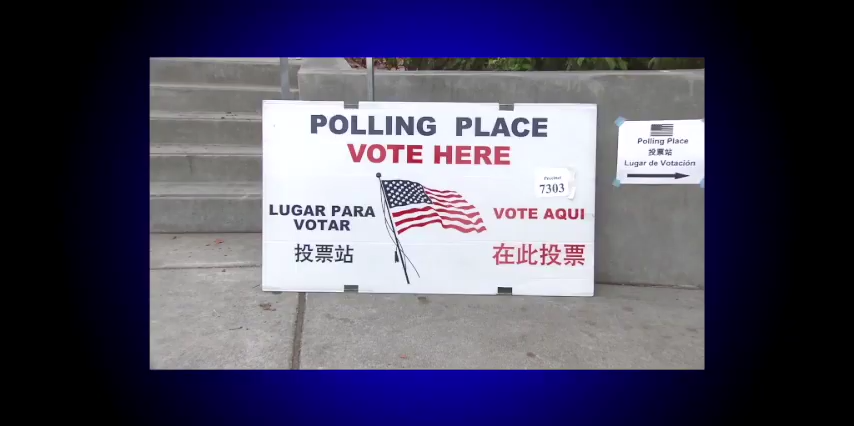 POLLING PLACE
VOTE HERE
Precinct
7303
LUGAR PARA
VOTAR
VOTE AQUI
投票站
在此投票
Polling Place
投票站
Lugar de Votación